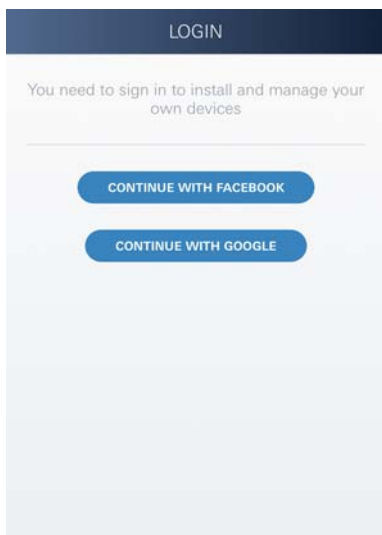 LOGIN
You need to sign in to install and manage your
own devices
CONTINUE WITH FACEBOOK
CONTINUE WITH GOOGLE